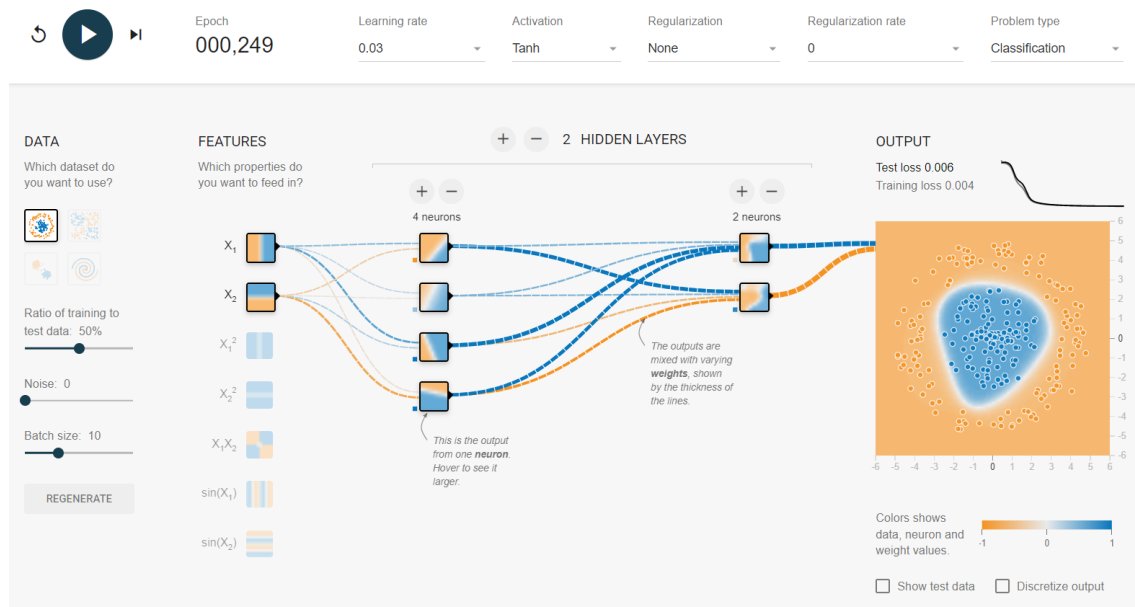 Epoch
000,249
Learning rate
0.03
Activation
Tanh
Regularization
None
Regularization rate
0
Problem type
Classification
DATA
Which dataset do
you want to use?
Ratio of training to
test data: 50%
Noise: 0
Batch size: 10
REGENERATE
FEATURES
Which properties do
you want to feed in?
X₁
X₂
X₁²
X₂²
X₁X₂
sin(X₁)
sin(X₂)
+ − 2 HIDDEN LAYERS
+ −
4 neurons
+ −
2 neurons
The outputs are
mixed with varying
weights, shown
by the thickness of
the lines.
This is the output
from one neuron.
Hover to see it
larger.
OUTPUT
Test loss 0.006
Training loss 0.004
6
5
4
3
2
1
0
-1
-2
-3
-4
-5
-6
-6 -5 -4 -3 -2 -1 0 1 2 3 4 5 6
Colors shows
data, neuron and
weight values.
-1 0 1
Show test data
Discretize output